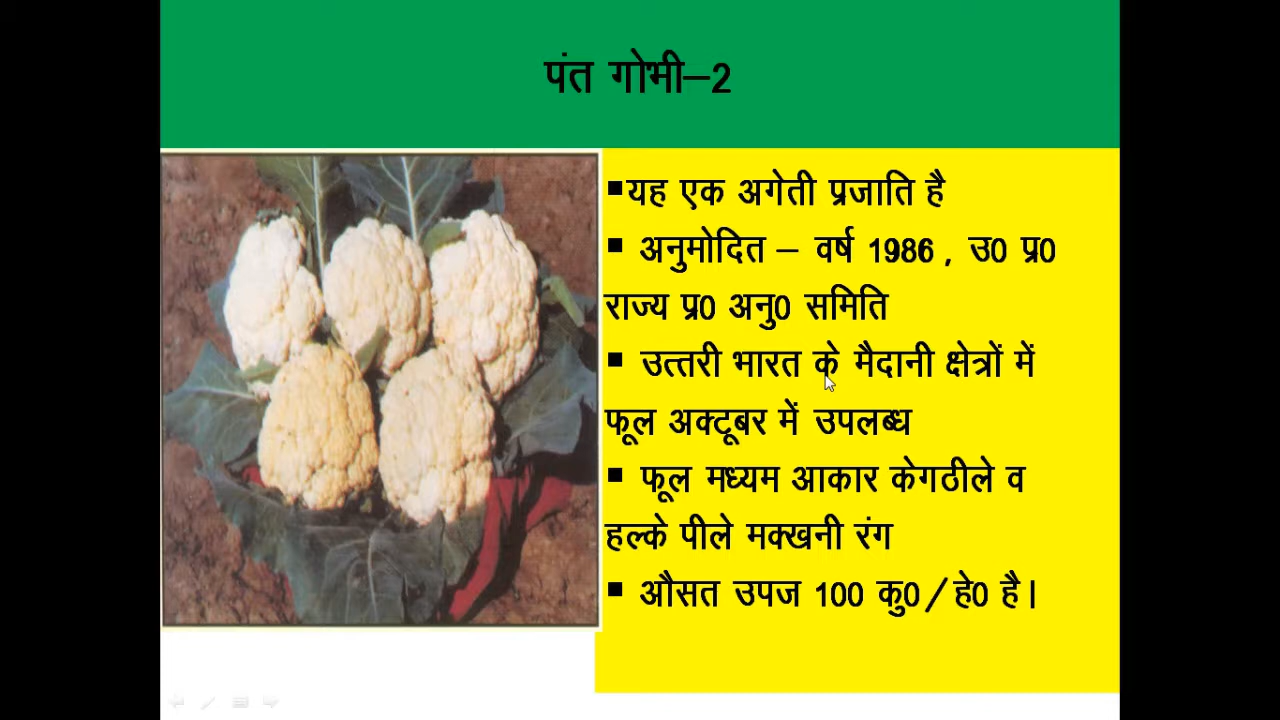 पंत गोभी–2
▪यह एक अगेती प्रजाति है
▪ अनुमोदित – वर्ष 1986 , उ0 प्र0
राज्य प्र0 अनु0 समिति
▪ उत्तरी भारत के मैदानी क्षेत्रों में
फूल अक्टूबर में उपलब्ध
▪ फूल मध्यम आकार केगठीले व
हल्के पीले मक्खनी रंग
▪ औसत उपज 100 कु0/हे0 है।